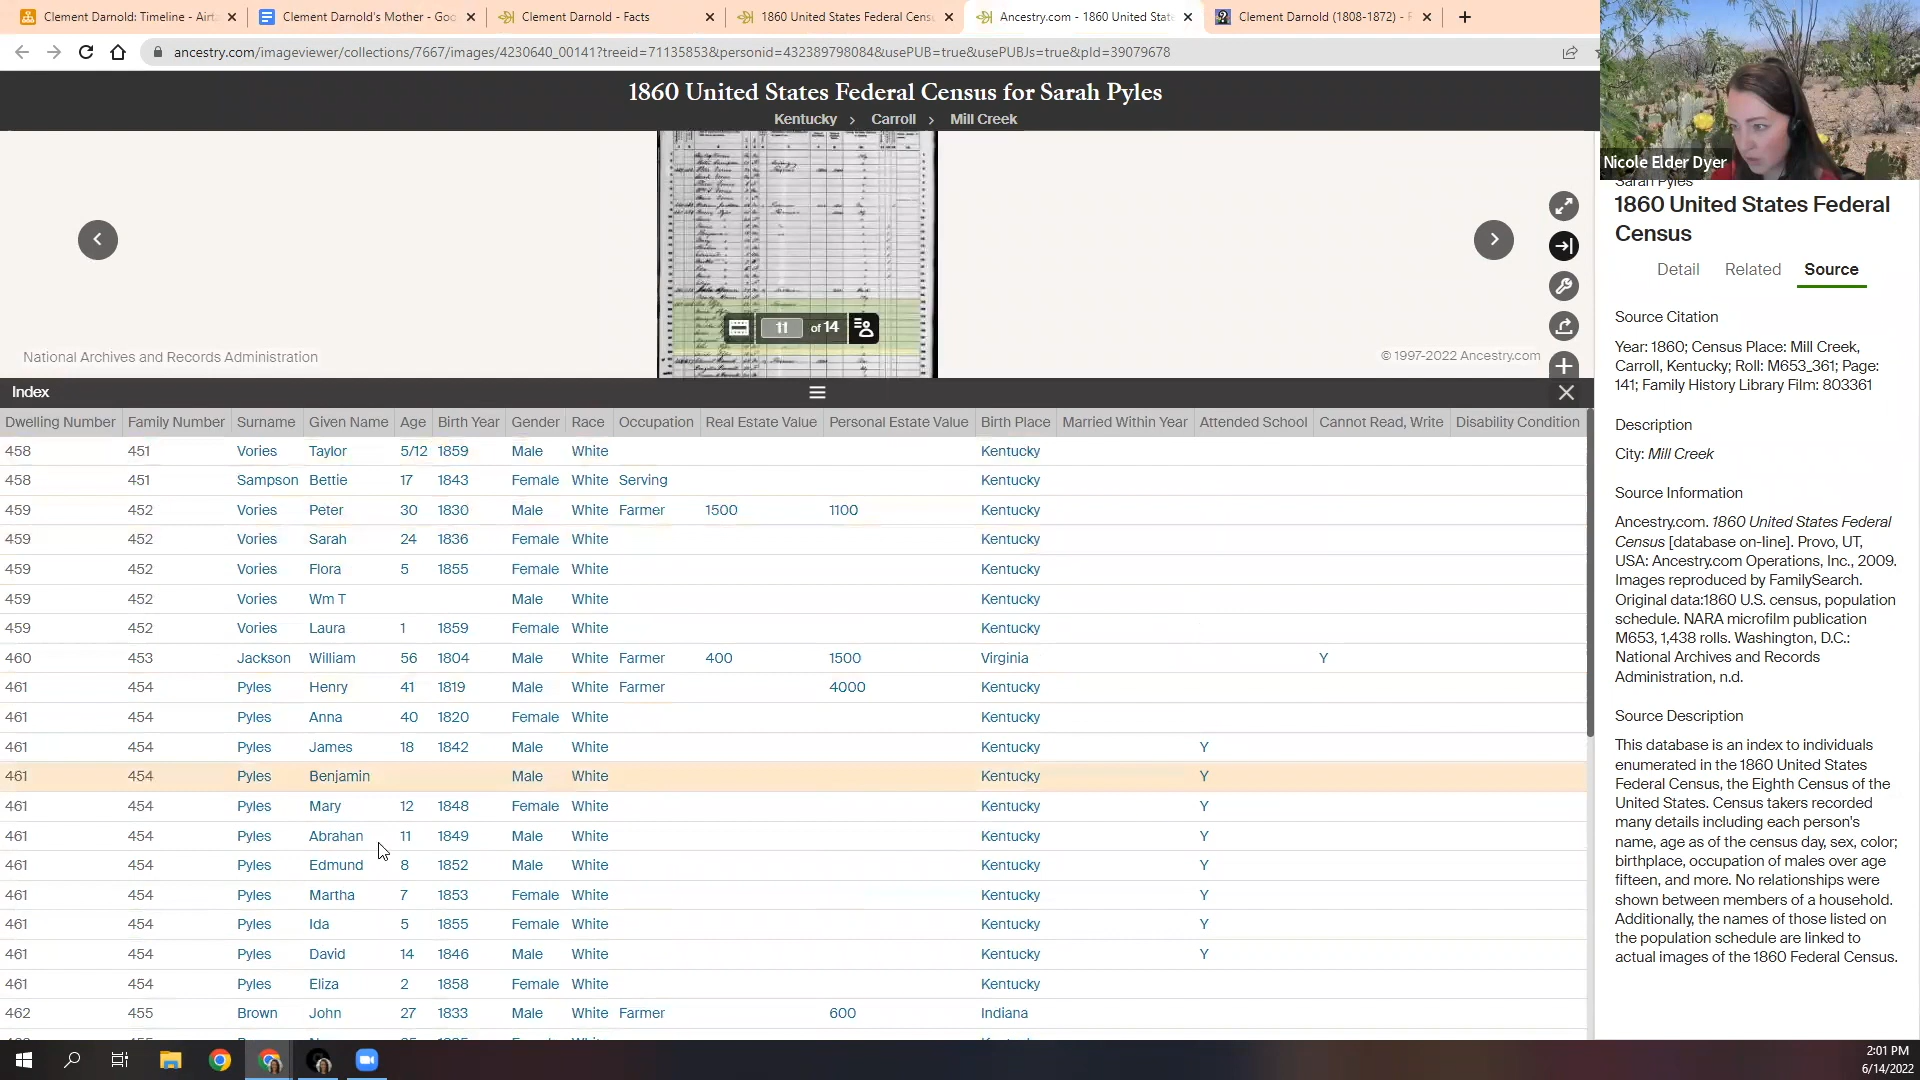 Clement Darnold: Timeline - Airta
Clement Darnold's Mother - Goo
Clement Darnold - Facts
1860 United States Federal Censu
Ancestry.com - 1860 United State
Clement Darnold (1808-1872) - F
ancestry.com/imageviewer/collections/7667/images/4230640_00141?treeid=71135853&personid=432389798084&usePUB=true&usePUBJs=true&pId=39079678
1860 United States Federal Census for Sarah Pyles
Kentucky > Carroll > Mill Creek
Nicole Elder Dyer
11 of 14
National Archives and Records Administration
© 1997-2022 Ancestry.com
Index
Dwelling Number Family Number Surname Given Name Age Birth Year Gender Race Occupation Real Estate Value Personal Estate Value Birth Place Married Within Year Attended School Cannot Read, Write Disability Condition
458 451 Vories Taylor 5/12 1859 Male White Kentucky
458 451 Sampson Bettie 17 1843 Female White Serving Kentucky
459 452 Vories Peter 30 1830 Male White Farmer 1500 1100 Kentucky
459 452 Vories Sarah 24 1836 Female White Kentucky
459 452 Vories Flora 5 1855 Female White Kentucky
459 452 Vories Wm T Male White Kentucky
459 452 Vories Laura 1 1859 Female White Kentucky
460 453 Jackson William 56 1804 Male White Farmer 400 1500 Virginia Y
461 454 Pyles Henry 41 1819 Male White Farmer 4000 Kentucky
461 454 Pyles Anna 40 1820 Female White Kentucky
461 454 Pyles James 18 1842 Male White Kentucky Y
461 454 Pyles Benjamin Male White Kentucky Y
461 454 Pyles Mary 12 1848 Female White Kentucky Y
461 454 Pyles Abrahan 11 1849 Male White Kentucky Y
461 454 Pyles Edmund 8 1852 Male White Kentucky Y
461 454 Pyles Martha 7 1853 Female White Kentucky Y
461 454 Pyles Ida 5 1855 Female White Kentucky Y
461 454 Pyles David 14 1846 Male White Kentucky Y
461 454 Pyles Eliza 2 1858 Female White Kentucky
462 455 Brown John 27 1833 Male White Farmer 600 Indiana
Sarah Pyles
1860 United States Federal
Census
Detail Related Source
Source Citation
Year: 1860; Census Place: Mill Creek,
Carroll, Kentucky; Roll: M653_361; Page:
141; Family History Library Film: 803361
Description
City: Mill Creek
Source Information
Ancestry.com. 1860 United States Federal
Census [database on-line]. Provo, UT,
USA: Ancestry.com Operations, Inc., 2009.
Images reproduced by FamilySearch.
Original data:1860 U.S. census, population
schedule. NARA microfilm publication
M653, 1,438 rolls. Washington, D.C.:
National Archives and Records
Administration, n.d.
Source Description
This database is an index to individuals
enumerated in the 1860 United States
Federal Census, the Eighth Census of the
United States. Census takers recorded
many details including each person's
name, age as of the census day, sex, color;
birthplace, occupation of males over age
fifteen, and more. No relationships were
shown between members of a household.
Additionally, the names of those listed on
the population schedule are linked to
actual images of the 1860 Federal Census.
2:01 PM
6/14/2022